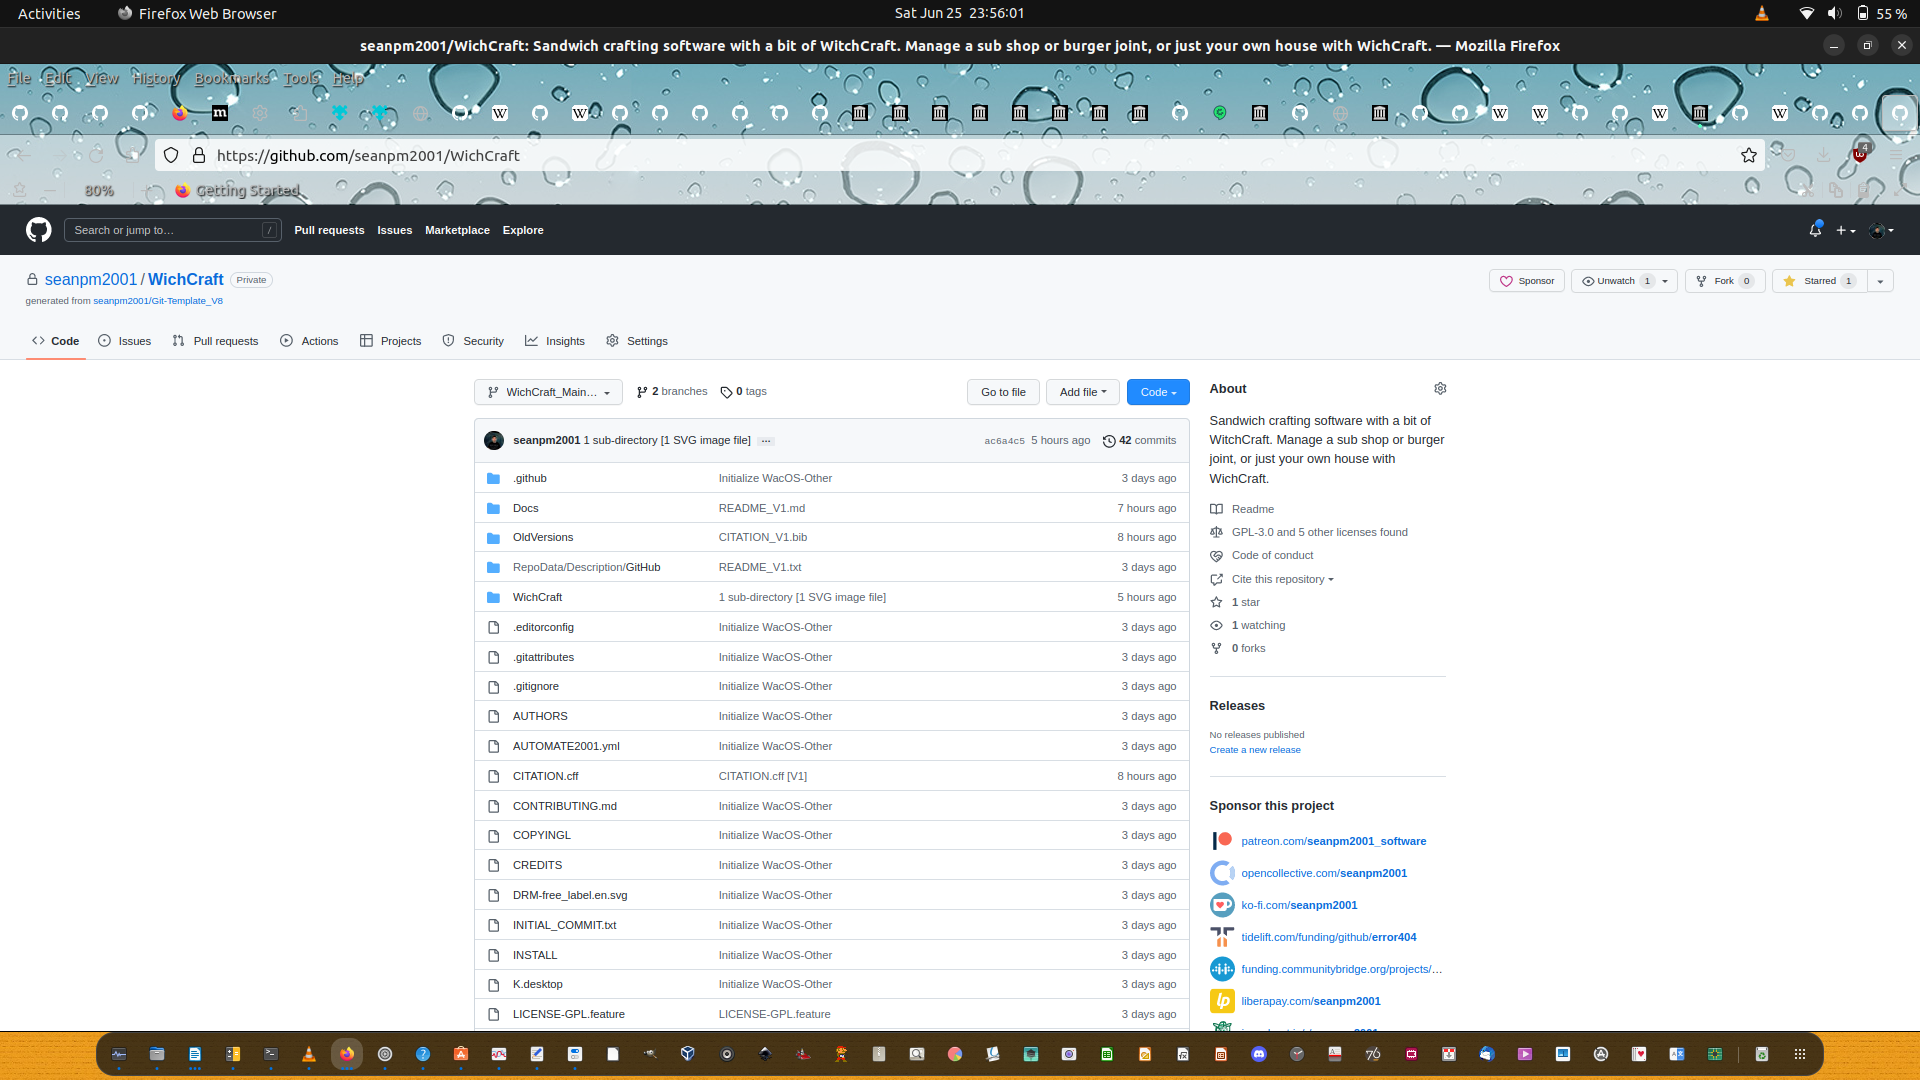 Activities Firefox Web Browser Sat Jun 25 23:56:01 55 %
seanpm2001/WichCraft: Sandwich crafting software with a bit of WitchCraft. Manage a sub shop or burger joint, or just your own house with WichCraft. — Mozilla Firefox
File Edit View History Bookmarks Tools Help
https://github.com/seanpm2001/WichCraft 4
80% Getting Started
Search or jump to… / Pull requests Issues Marketplace Explore
seanpm2001 / WichCraft Private Sponsor Unwatch 1 Fork 0 Starred 1
generated from seanpm2001/Git-Template_V8
Code Issues Pull requests Actions Projects Security Insights Settings
WichCraft_Main… 2 branches 0 tags Go to file Add file Code
seanpm2001 1 sub-directory [1 SVG image file] … ac6a4c5 5 hours ago 42 commits
.github Initialize WacOS-Other 3 days ago
Docs README_V1.md 7 hours ago
OldVersions CITATION_V1.bib 8 hours ago
RepoData/Description/GitHub README_V1.txt 3 days ago
WichCraft 1 sub-directory [1 SVG image file] 5 hours ago
.editorconfig Initialize WacOS-Other 3 days ago
.gitattributes Initialize WacOS-Other 3 days ago
.gitignore Initialize WacOS-Other 3 days ago
AUTHORS Initialize WacOS-Other 3 days ago
AUTOMATE2001.yml Initialize WacOS-Other 3 days ago
CITATION.cff CITATION.cff [V1] 8 hours ago
CONTRIBUTING.md Initialize WacOS-Other 3 days ago
COPYINGL Initialize WacOS-Other 3 days ago
CREDITS Initialize WacOS-Other 3 days ago
DRM-free_label.en.svg Initialize WacOS-Other 3 days ago
INITIAL_COMMIT.txt Initialize WacOS-Other 3 days ago
INSTALL Initialize WacOS-Other 3 days ago
K.desktop Initialize WacOS-Other 3 days ago
LICENSE-GPL.feature LICENSE-GPL.feature 3 days ago
About
Sandwich crafting software with a bit of
WitchCraft. Manage a sub shop or burger
joint, or just your own house with
WichCraft.
Readme
GPL-3.0 and 5 other licenses found
Code of conduct
Cite this repository
1 star
1 watching
0 forks
Releases
No releases published
Create a new release
Sponsor this project
patreon.com/seanpm2001_software
opencollective.com/seanpm2001
ko-fi.com/seanpm2001
tidelift.com/funding/github/error404
funding.communitybridge.org/projects/…
liberapay.com/seanpm2001